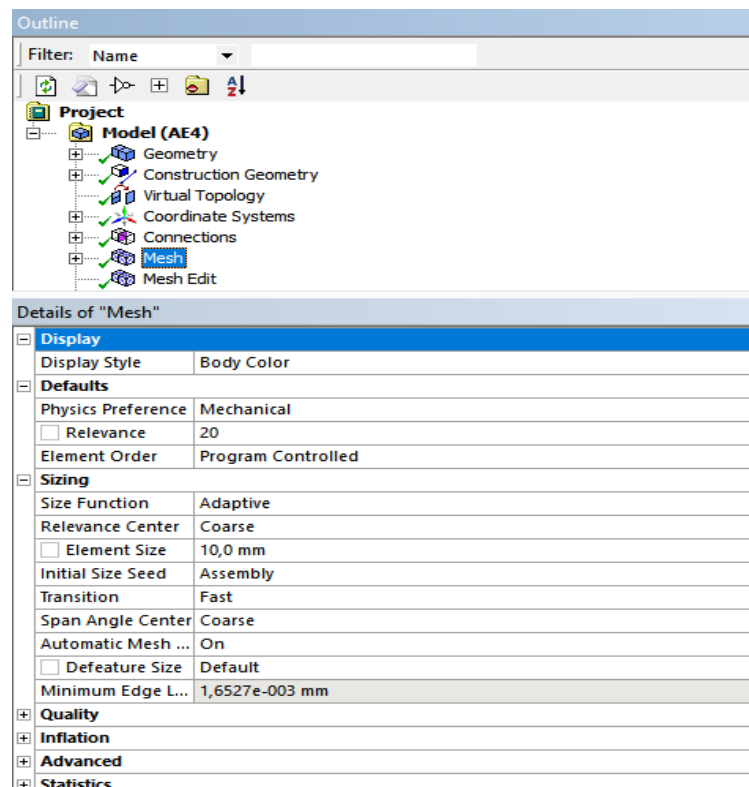 Outline
Filter: Name
Project
Model (AE4)
Geometry
Construction Geometry
Virtual Topology
Coordinate Systems
Connections
Mesh
Mesh Edit
Details of "Mesh"
Display
Display Style Body Color
Defaults
Physics Preference Mechanical
Relevance 20
Element Order Program Controlled
Sizing
Size Function Adaptive
Relevance Center Coarse
Element Size 10,0 mm
Initial Size Seed Assembly
Transition Fast
Span Angle Center Coarse
Automatic Mesh ... On
Defeature Size Default
Minimum Edge L... 1,6527e-003 mm
Quality
Inflation
Advanced
Statistics